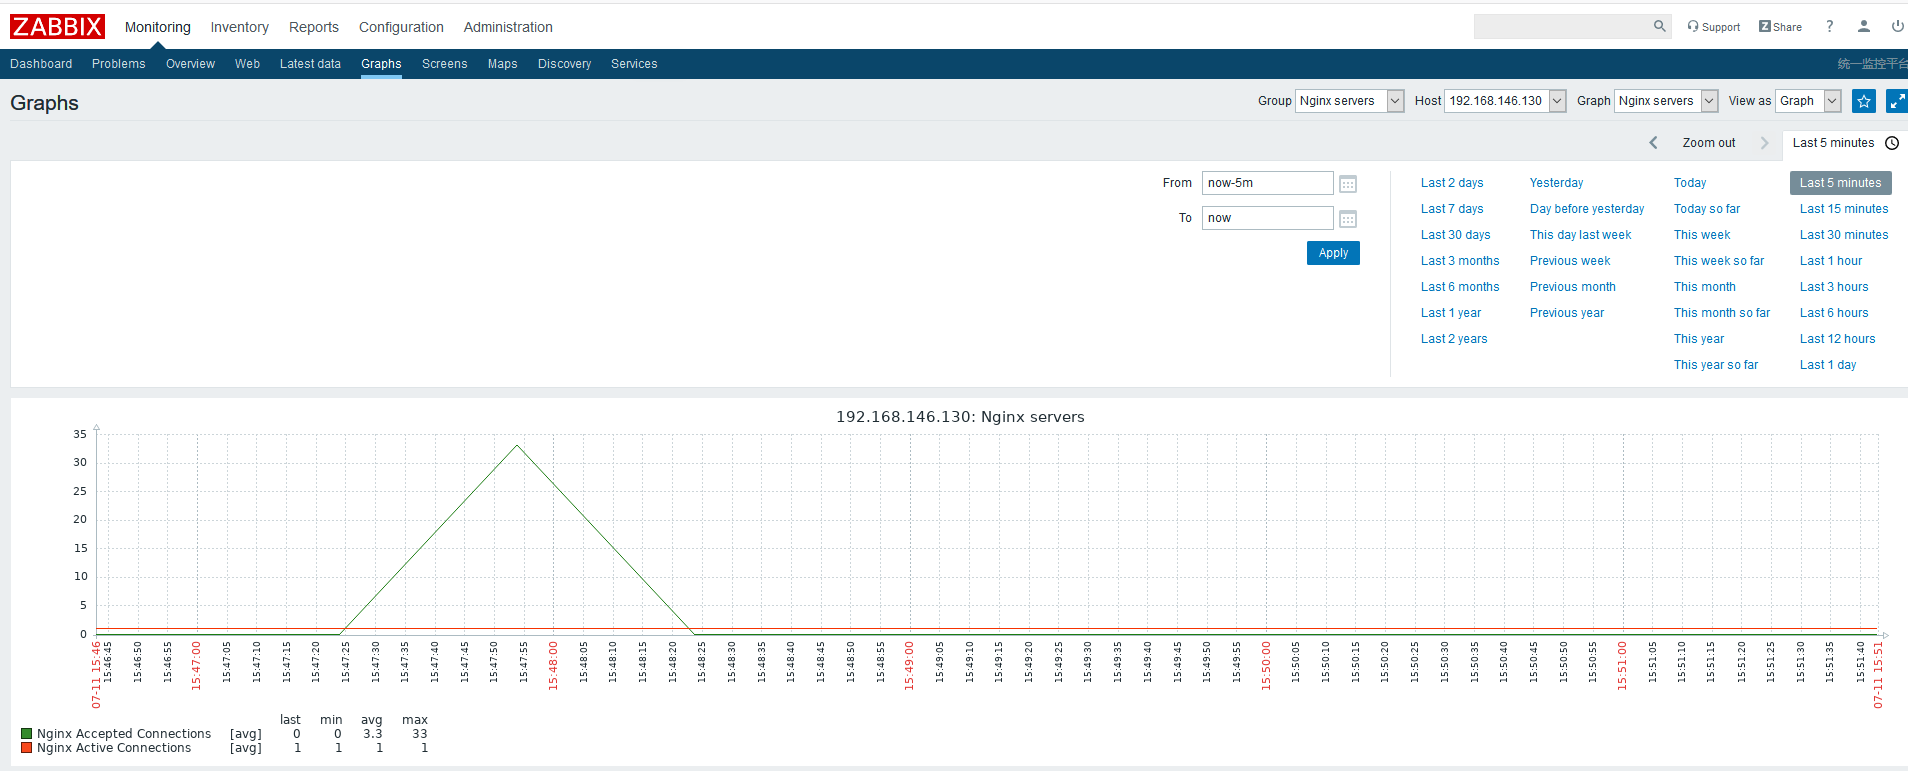 ZABBIX Monitoring Inventory Reports Configuration Administration Support Z Share ?
Dashboard Problems Overview Web Latest data Graphs Screens Maps Discovery Services 统一监控平台
Graphs Group Nginx servers Host 192.168.146.130 Graph Nginx servers View as Graph
Zoom out Last 5 minutes
From now-5m Last 2 days Yesterday Today Last 5 minutes
Last 7 days Day before yesterday Today so far Last 15 minutes
To now
Last 30 days This day last week This week Last 30 minutes
Apply
Last 3 months Previous week This week so far Last 1 hour
Last 6 months Previous month This month Last 3 hours
Last 1 year Previous year This month so far Last 6 hours
Last 2 years This year Last 12 hours
This year so far Last 1 day
192.168.146.130: Nginx servers
35
30
25
20
15
10
5
0
07-11 15:46 15:46:45 15:46:50 15:46:55 15:47:00 15:47:05 15:47:10 15:47:15 15:47:20 15:47:25 15:47:30 15:47:35 15:47:40 15:47:45 15:47:50 15:47:55 15:48:00 15:48:05 15:48:10 15:48:15 15:48:20 15:48:25 15:48:30 15:48:35 15:48:40 15:48:45 15:48:50 15:48:55 15:49:00 15:49:05 15:49:10 15:49:15 15:49:20 15:49:25 15:49:30 15:49:35 15:49:40 15:49:45 15:49:50 15:49:55 15:50:00 15:50:05 15:50:10 15:50:15 15:50:20 15:50:25 15:50:30 15:50:35 15:50:40 15:50:45 15:50:50 15:50:55 15:51:00 15:51:05 15:51:10 15:51:15 15:51:20 15:51:25 15:51:30 15:51:35 15:51:40 07-11 15:51
last min avg max
Nginx Accepted Connections [avg] 0 0 3.3 33
Nginx Active Connections [avg] 1 1 1 1